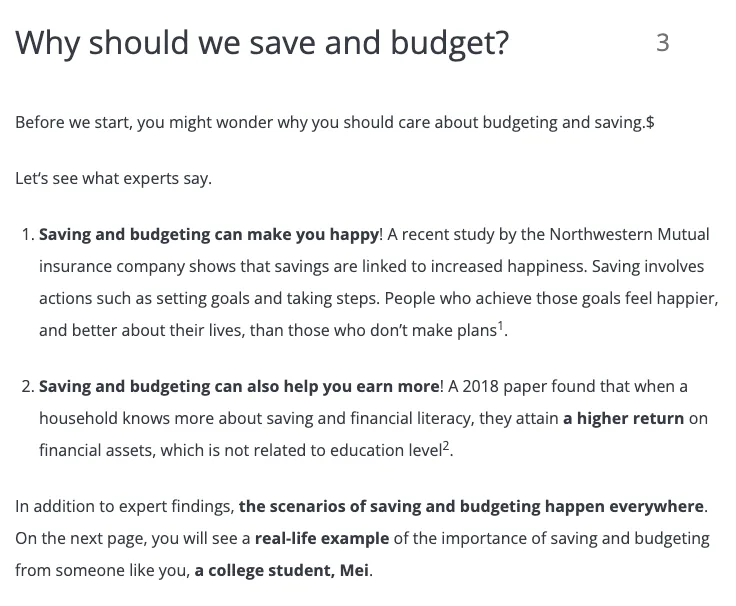 Why should we save and budget?
3
Before we start, you might wonder why you should care about budgeting and saving.$
Let's see what experts say.
1. Saving and budgeting can make you happy! A recent study by the Northwestern Mutual
insurance company shows that savings are linked to increased happiness. Saving involves
actions such as setting goals and taking steps. People who achieve those goals feel happier,
and better about their lives, than those who don't make plans¹.
2. Saving and budgeting can also help you earn more! A 2018 paper found that when a
household knows more about saving and financial literacy, they attain a higher return on
financial assets, which is not related to education level².
In addition to expert findings, the scenarios of saving and budgeting happen everywhere.
On the next page, you will see a real-life example of the importance of saving and budgeting
from someone like you, a college student, Mei.